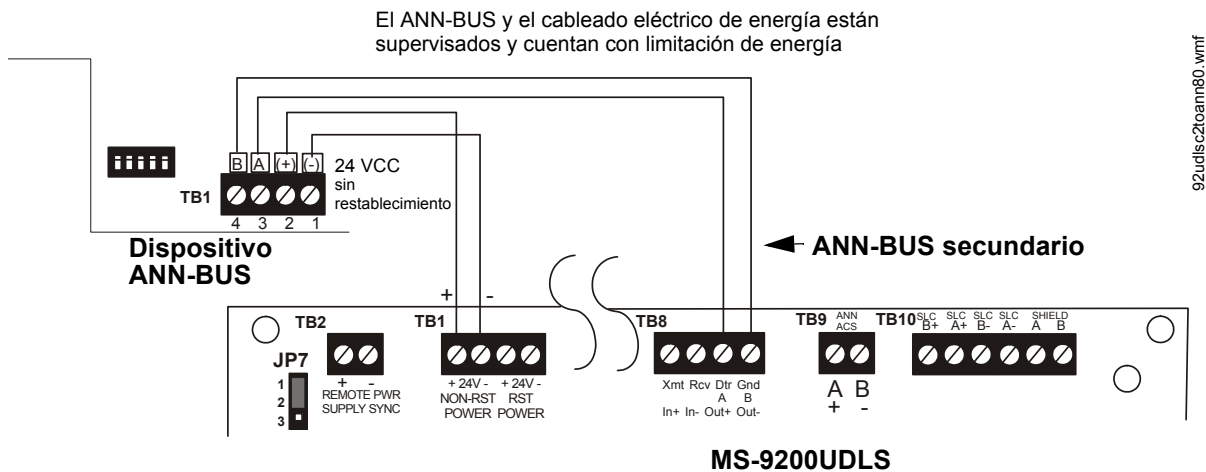 El ANN-BUS y el cableado eléctrico de energía están
supervisados y cuentan con limitación de energía
92udlsc2toann80.wmf
B A (+) (-)
24 VCC
sin
restablecimiento
TB1
4 3 2 1
Dispositivo
ANN-BUS
ANN-BUS secundario
+ -
TB2
TB1
TB8
TB9
ANN
ACS
TB10
SLC B+ SLC A+ SLC B- SLC A- SHIELD A B
JP7
1
2
3
+ -
REMOTE PWR
SUPPLY SYNC
+ 24V - + 24V -
NON-RST RST
POWER POWER
Xmt Rcv Dtr Gnd
A B
In+ In- Out+ Out-
A B
+ -
MS-9200UDLS